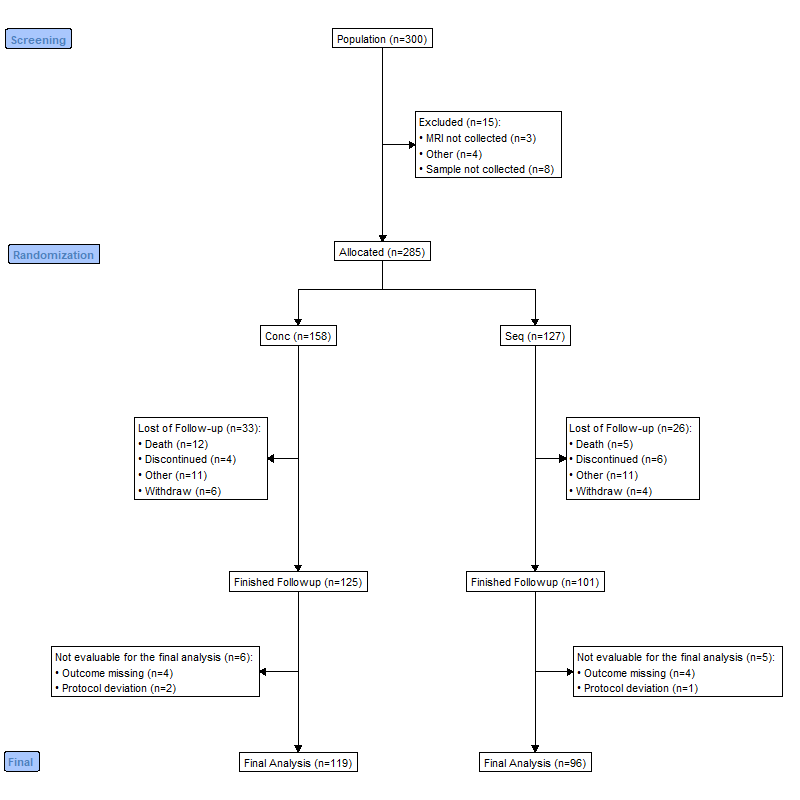 Screening
Population (n=300)
Excluded (n=15):
• MRI not collected (n=3)
• Other (n=4)
• Sample not collected (n=8)
Randomization
Allocated (n=285)
Conc (n=158)
Seq (n=127)
Lost of Follow-up (n=33):
• Death (n=12)
• Discontinued (n=4)
• Other (n=11)
• Withdraw (n=6)
Lost of Follow-up (n=26):
• Death (n=5)
• Discontinued (n=6)
• Other (n=11)
• Withdraw (n=4)
Finished Followup (n=125)
Finished Followup (n=101)
Not evaluable for the final analysis (n=6):
• Outcome missing (n=4)
• Protocol deviation (n=2)
Not evaluable for the final analysis (n=5):
• Outcome missing (n=4)
• Protocol deviation (n=1)
Final
Final Analysis (n=119)
Final Analysis (n=96)